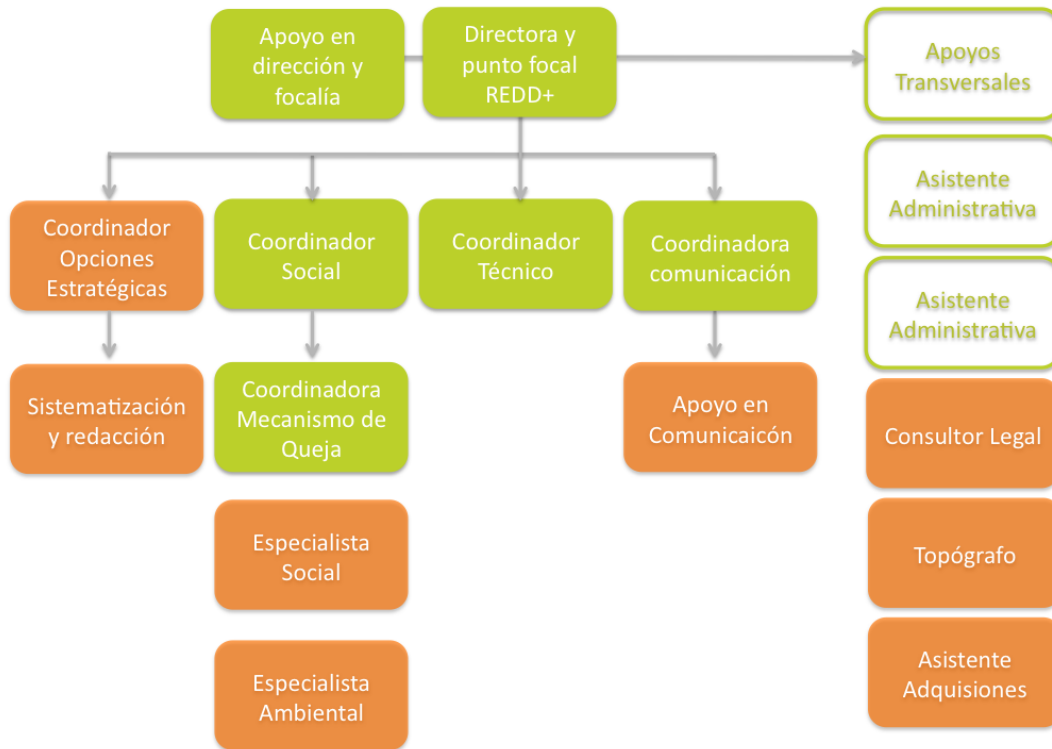 Apoyo en
dirección y
focalía
Directora y
punto focal
REDD+
Apoyos
Transversales
Asistente
Administrativa
Coordinador
Opciones
Estratégicas
Coordinador
Social
Coordinador
Técnico
Coordinadora
comunicación
Asistente
Administrativa
Sistematización
y redacción
Coordinadora
Mecanismo de
Queja
Apoyo en
Comunicaicón
Consultor Legal
Especialista
Social
Topógrafo
Especialista
Ambiental
Asistente
Adquisiones